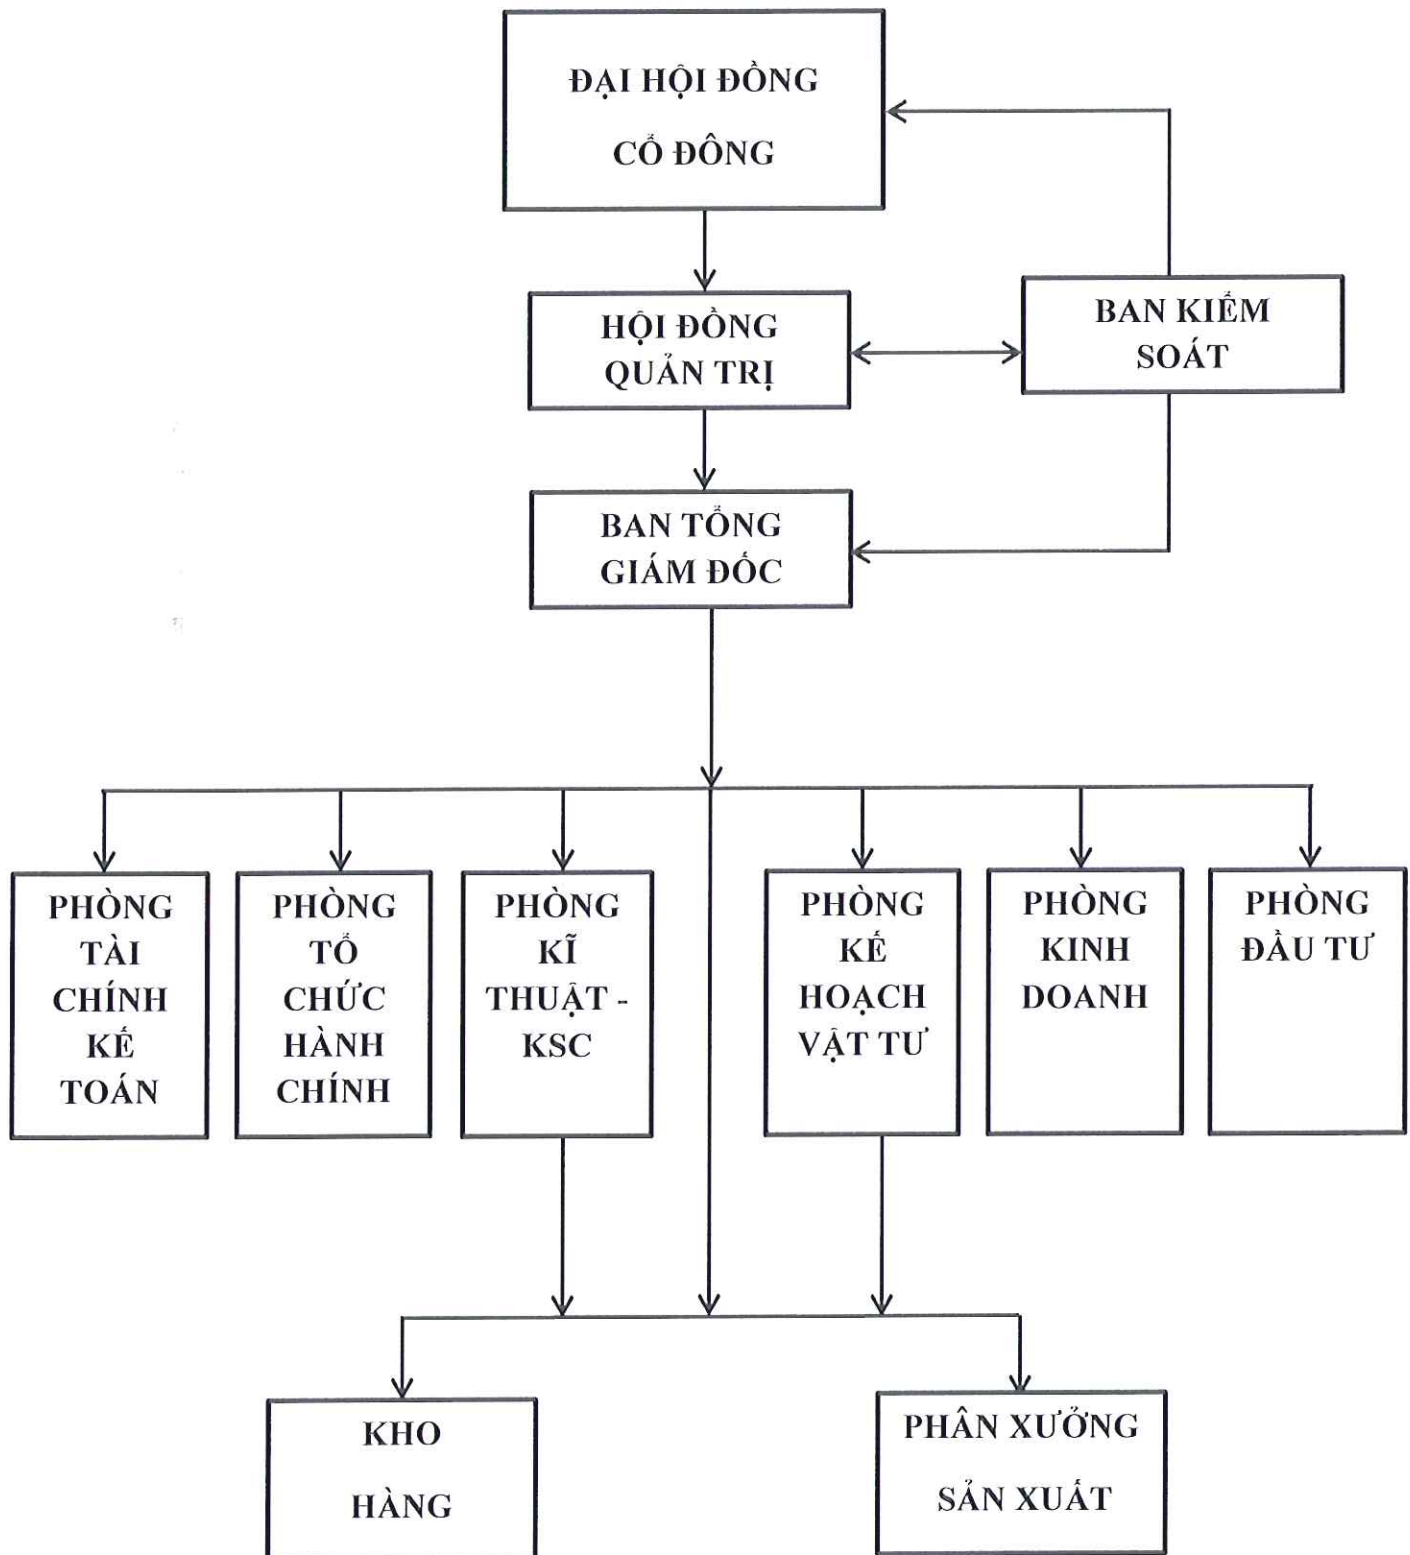 ĐẠI HỘI ĐỒNG
CỔ ĐÔNG
HỘI ĐỒNG
QUẢN TRỊ
BAN KIỂM
SOÁT
BAN TỔNG
GIÁM ĐỐC
PHÒNG
TÀI
CHÍNH
KẾ
TOÁN
PHÒNG
TỔ
CHỨC
HÀNH
CHÍNH
PHÒNG
KĨ
THUẬT -
KSC
PHÒNG
KẾ
HOẠCH
VẬT TƯ
PHÒNG
KINH
DOANH
PHÒNG
ĐẦU TƯ
KHO
HÀNG
PHÂN XƯỞNG
SẢN XUẤT